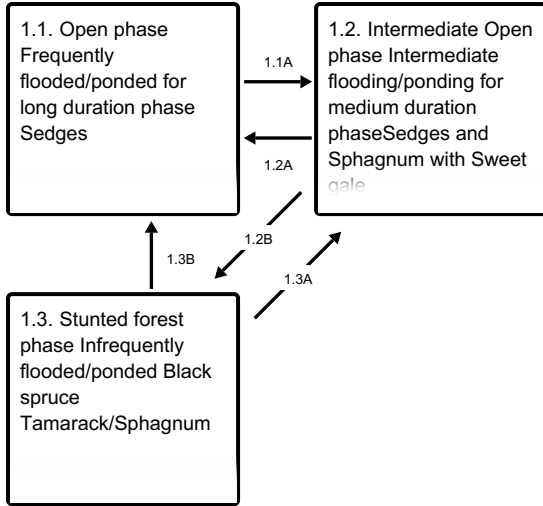 1.1. Open phase
Frequently
flooded/ponded for
long duration phase
Sedges
1.1A
1.2. Intermediate Open
phase Intermediate
flooding/ponding for
medium duration
phaseSedges and
Sphagnum with Sweet
gale
1.2A
1.2B
1.3B
1.3A
1.3. Stunted forest
phase Infrequently
flooded/ponded Black
spruce
Tamarack/Sphagnum